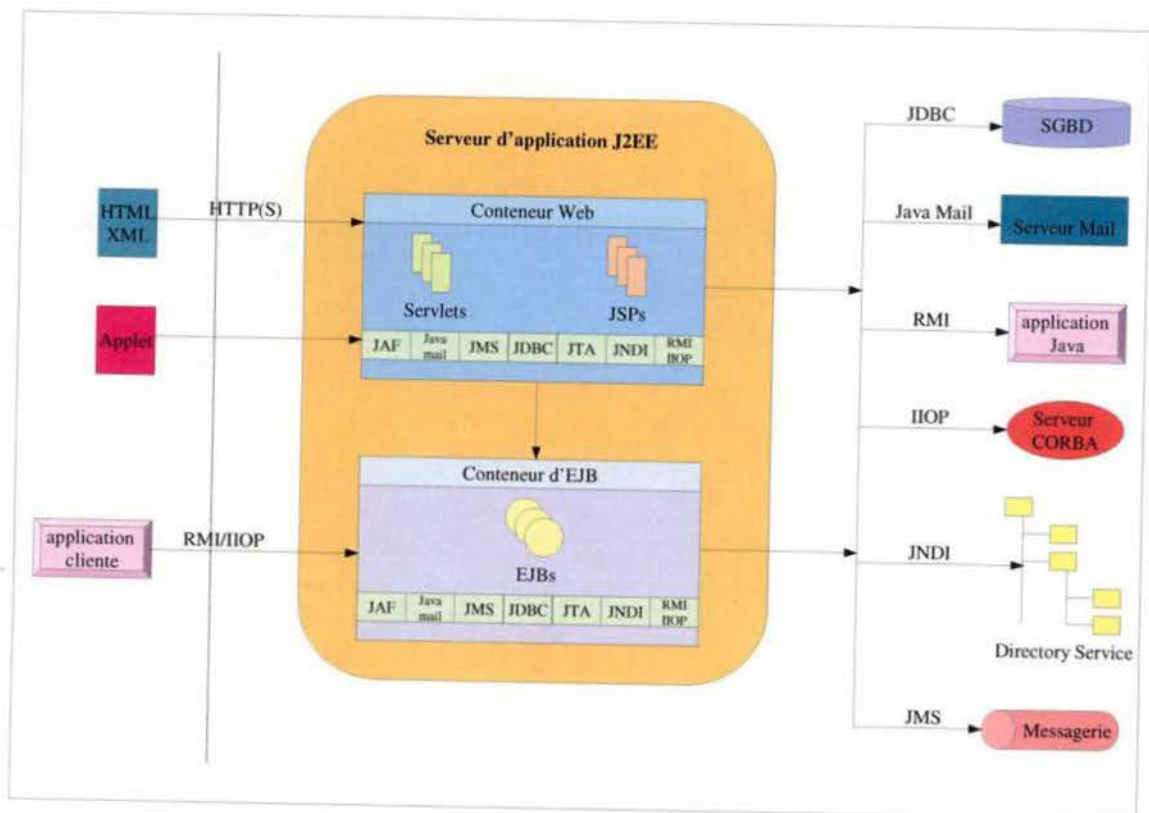 Serveur d'application J2EE
HTML
XML
HTTP(S)
Applet
application
cliente
RMI/IIOP
Conteneur Web
Servlets
JSPs
JAF
Java
mail
JMS
JDBC
JTA
JNDI
RMI
IIOP
Conteneur d'EJB
EJBs
JAF
Java
mail
JMS
JDBC
JTA
JNDI
RMI
IIOP
JDBC
SGBD
Java Mail
Serveur Mail
RMI
application
Java
IIOP
Serveur
CORBA
JNDI
Directory Service
JMS
Messagerie